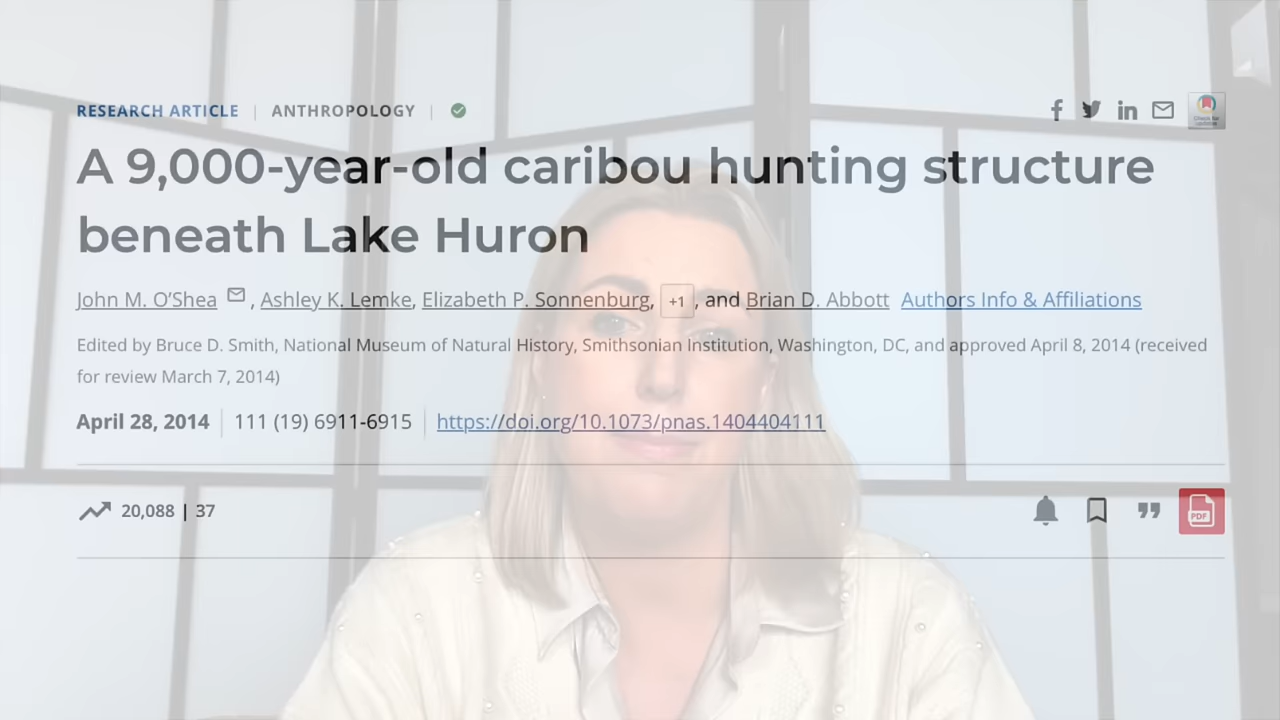 RESEARCH ARTICLE | ANTHROPOLOGY |
A 9,000-year-old caribou hunting structure
beneath Lake Huron
John M. O'Shea , Ashley K. Lemke, Elizabeth P. Sonnenburg, +1 , and Brian D. Abbott Authors Info & Affiliations
Edited by Bruce D. Smith, National Museum of Natural History, Smithsonian Institution, Washington, DC, and approved April 8, 2014 (received
for review March 7, 2014)
April 28, 2014 | 111 (19) 6911-6915 | https://doi.org/10.1073/pnas.1404404111
20,088 | 37
PDF
Check for
updates